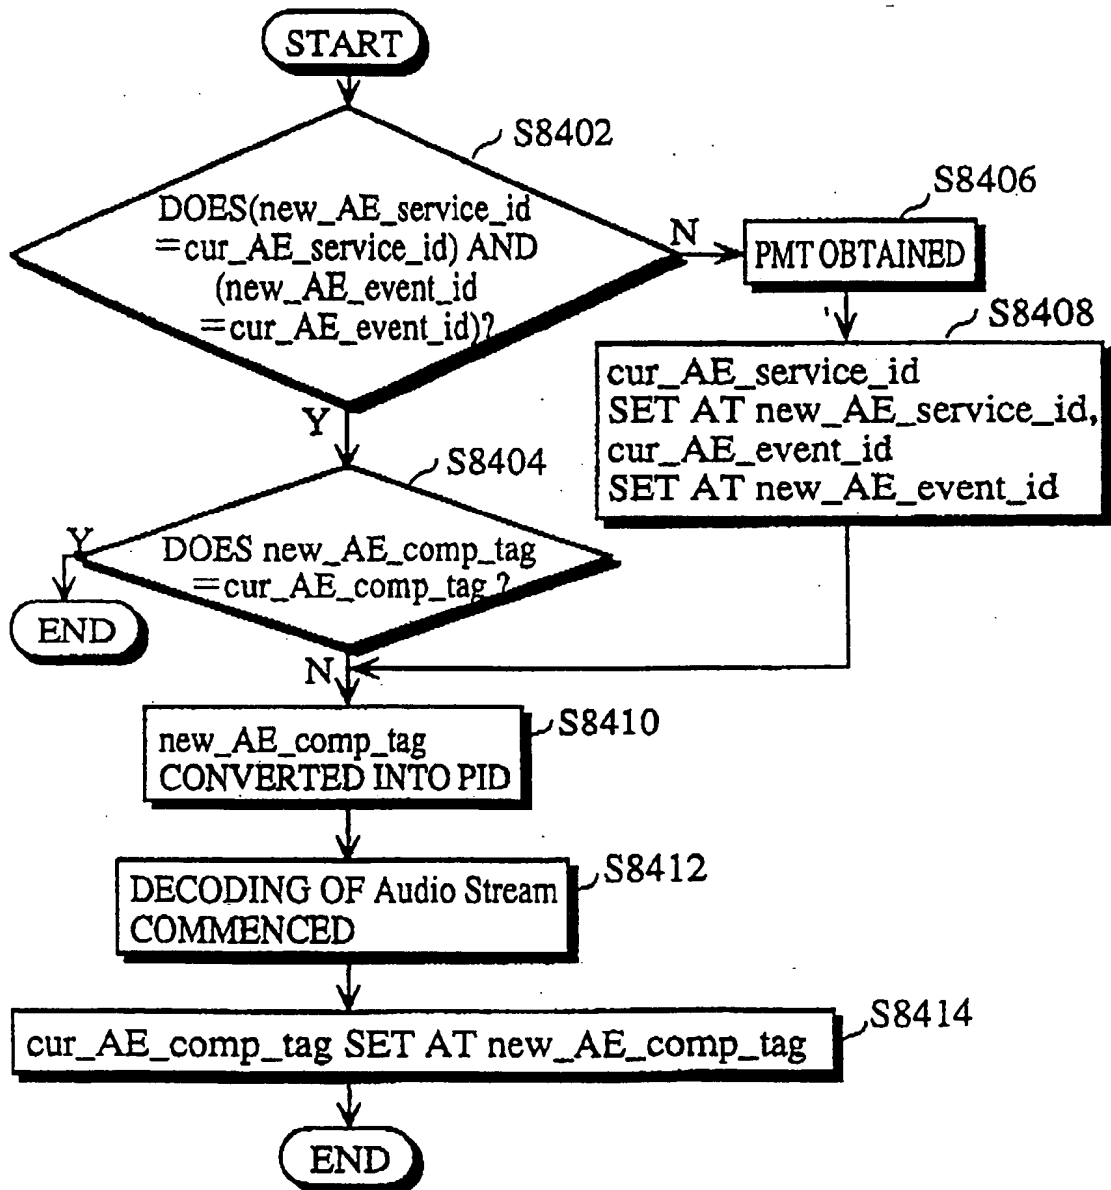 START
S8402
DOES(new_AE_service_id
=cur_AE_service_id) AND
(new_AE_event_id
=cur_AE_event_id)?
N
S8406
PMT OBTAINED
S8408
cur_AE_service_id
SET AT new_AE_service_id,
cur_AE_event_id
SET AT new_AE_event_id
Y
S8404
DOES new_AE_comp_tag
=cur_AE_comp_tag ?
Y
END
N
S8410
new_AE_comp_tag
CONVERTED INTO PID
S8412
DECODING OF Audio Stream
COMMENCED
S8414
cur_AE_comp_tag SET AT new_AE_comp_tag
END